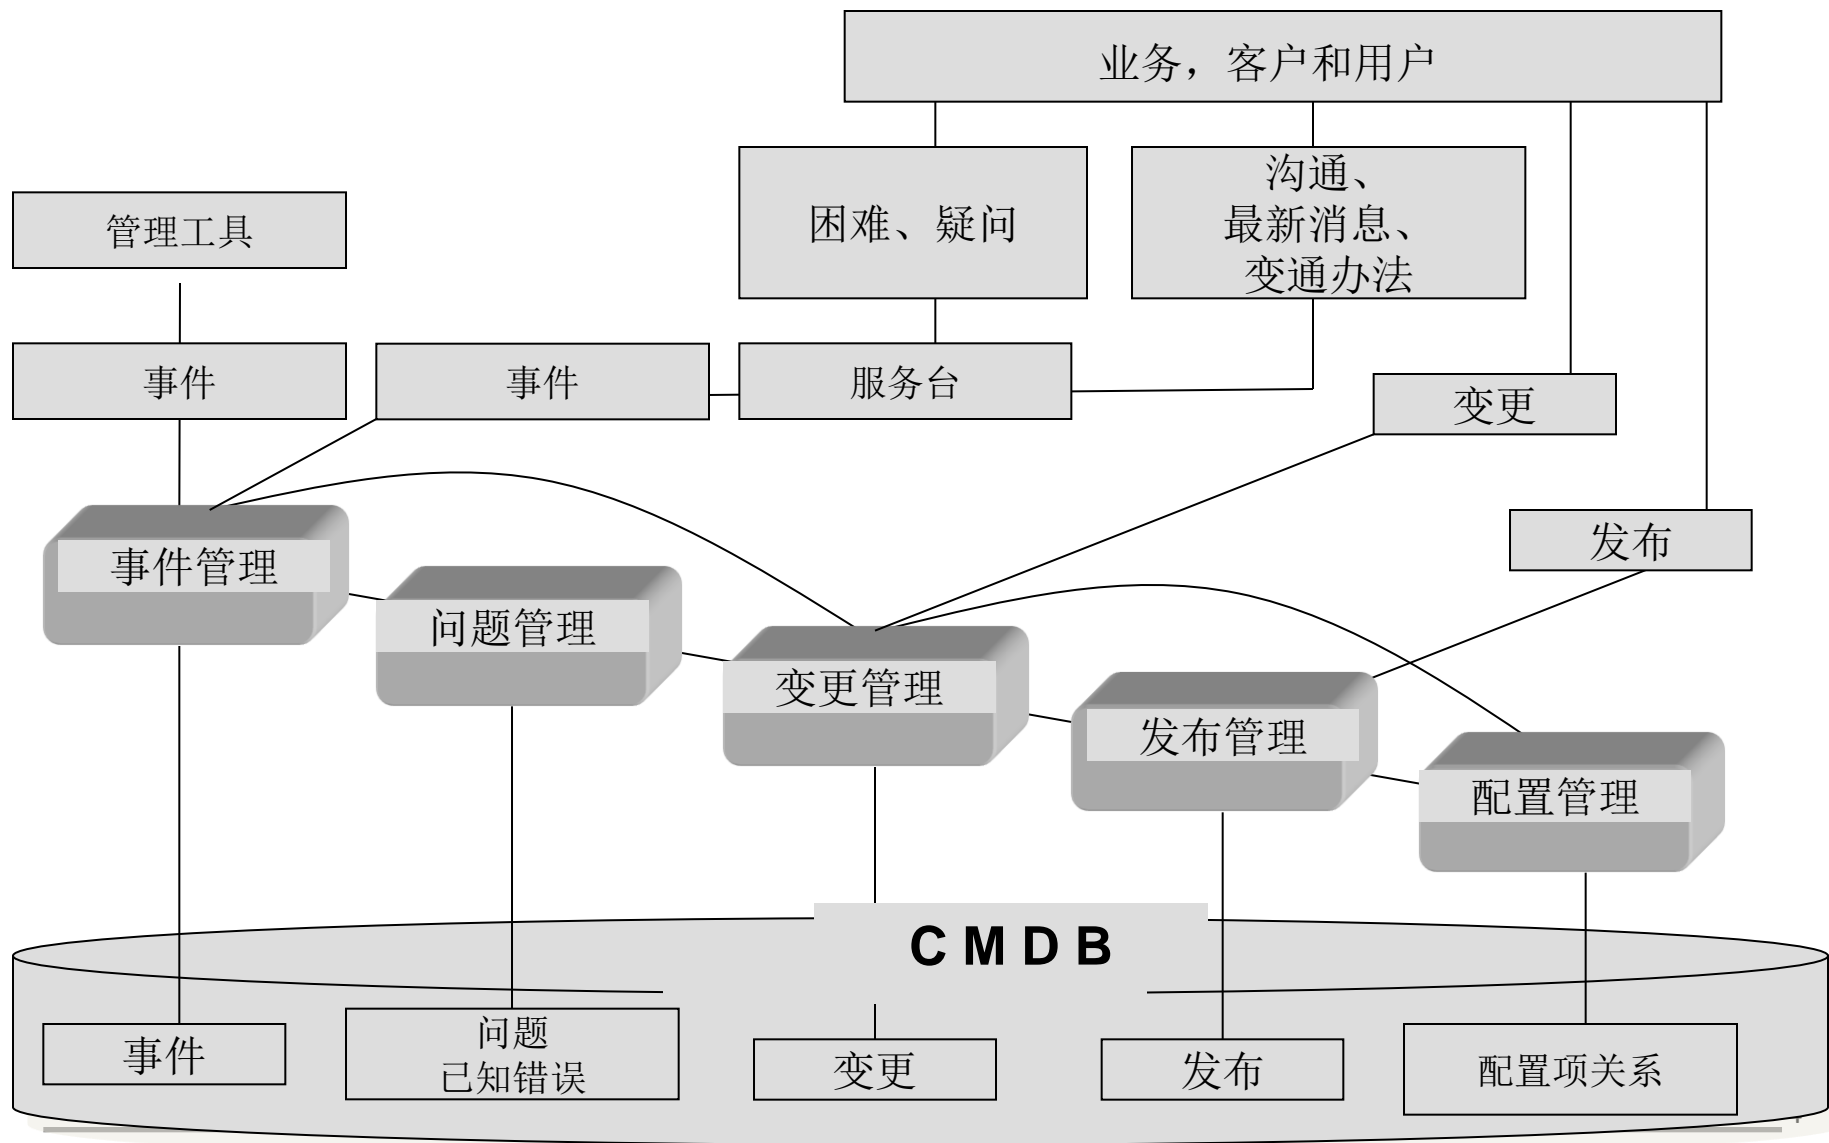 业务，客户和用户
困难、疑问
沟通、
最新消息、
变通办法
管理工具
事件
事件
服务台
变更
发布
事件管理
问题管理
变更管理
发布管理
配置管理
C M D B
事件
问题
已知错误
变更
发布
配置项关系